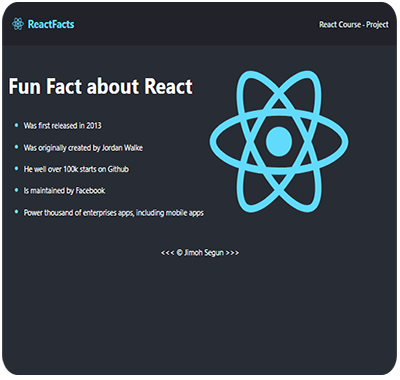 ReactFacts
React Course - Project
Fun Fact about React
Was first released in 2013
Was originally created by Jordan Walke
He well over 100k starts on Github
Is maintained by Facebook
Power thousand of enterprises apps, including mobile apps
<<< © Jimoh Segun >>>